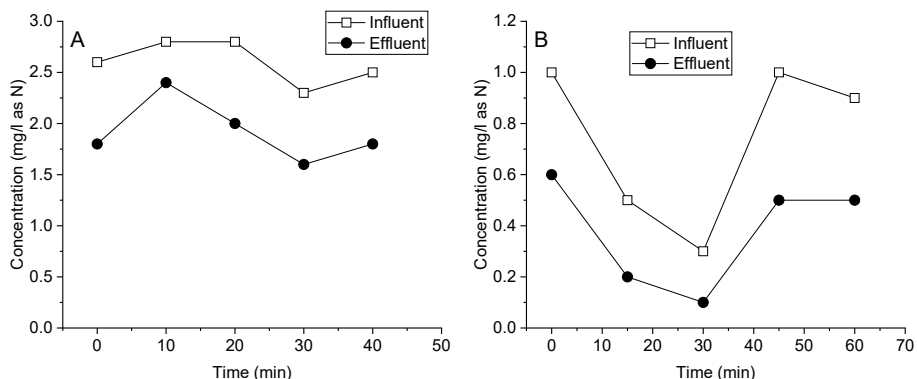 A
Influent
Effluent
Concentration (mg/l as N)
3.0
2.5
2.0
1.5
1.0
0.5
0.0
0 10 20 30 40 50
Time (min)
B
Influent
Effluent
Concentration (mg/l as N)
1.2
1.0
0.8
0.6
0.4
0.2
0.0
0 10 20 30 40 50 60 70
Time (min)